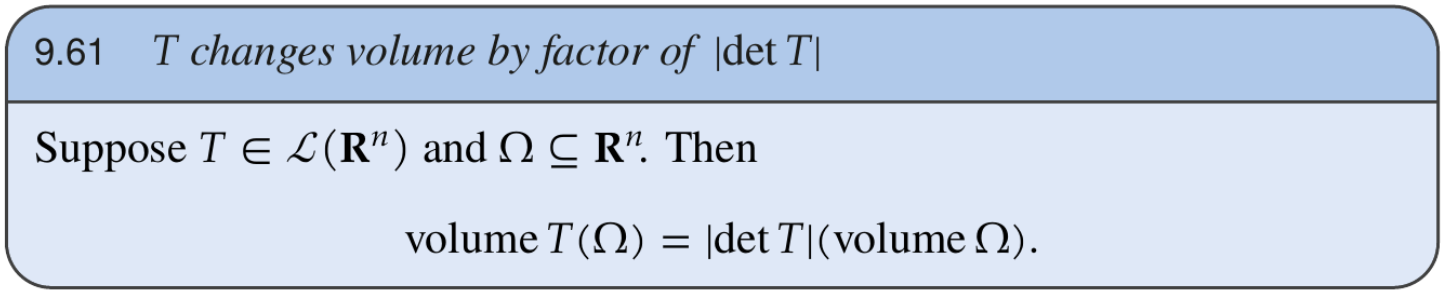 9.61 T changes volume by factor of |det T|
Suppose T ∈ ℒ(𝐑ⁿ) and Ω ⊆ 𝐑ⁿ. Then
volume T(Ω) = |det T|(volume Ω).